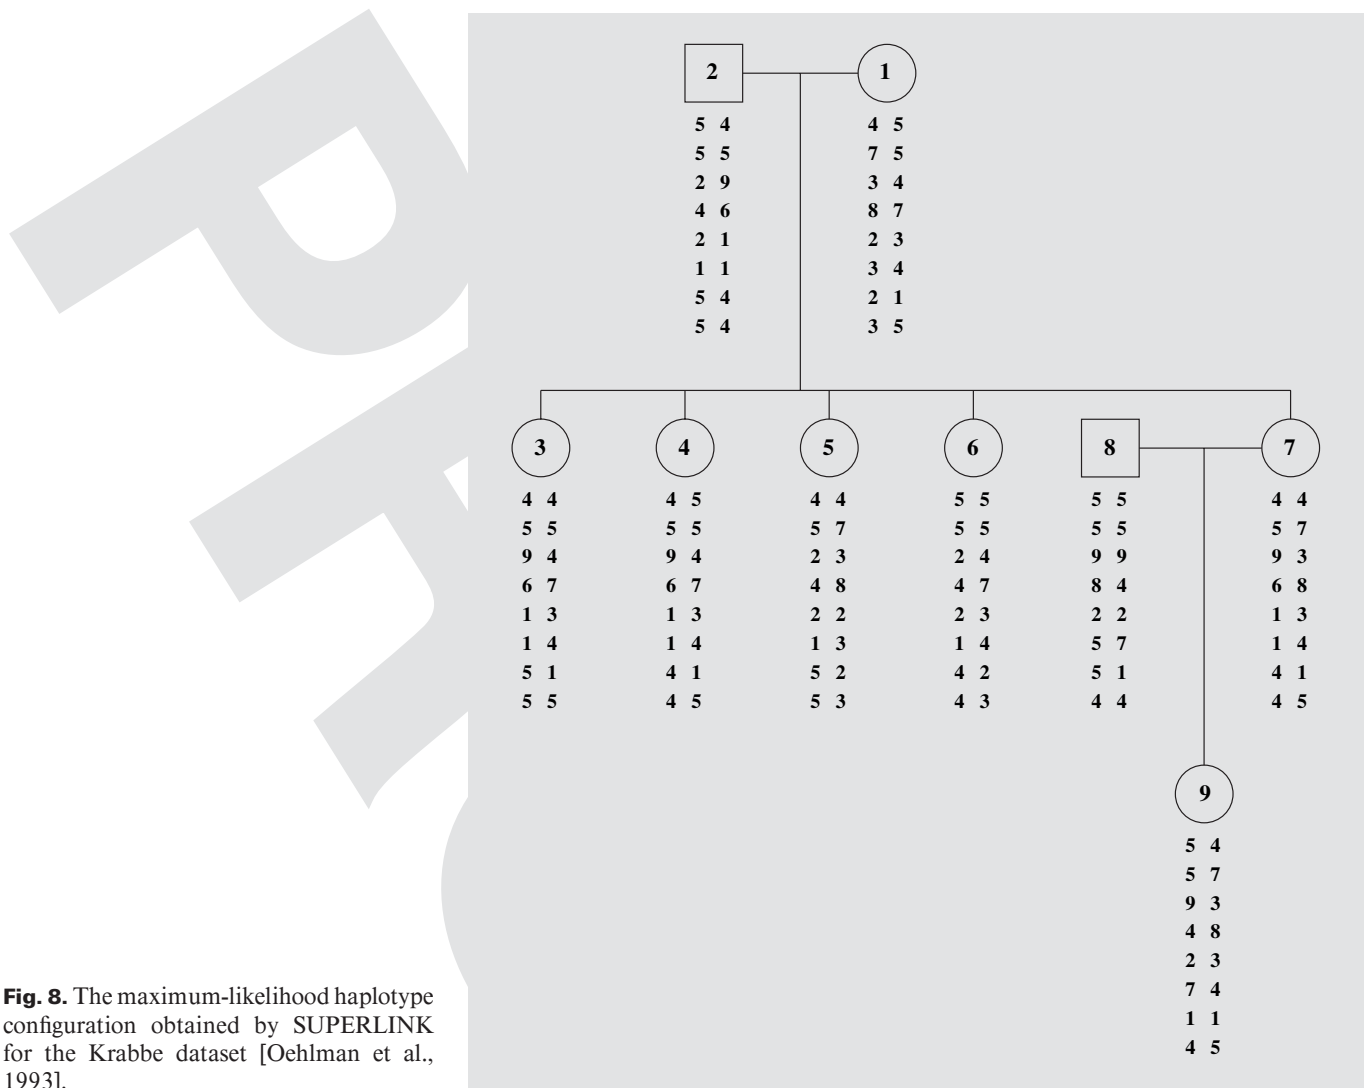 2 1
5 4 4 5
5 5 7 5
2 9 3 4
4 6 8 7
2 1 2 3
1 1 3 4
5 4 2 1
5 4 3 5
3 4 5 6 8 7
4 4 4 5 4 4 5 5 5 5 4 4
5 5 5 5 5 7 5 5 5 5 5 7
9 4 9 4 2 3 2 4 9 9 9 3
6 7 6 7 4 8 4 7 8 4 6 8
1 3 1 3 2 2 2 3 2 2 1 3
1 4 1 4 1 3 1 4 5 7 1 4
5 1 4 1 5 2 4 2 5 1 4 1
5 5 4 5 5 3 4 3 4 4 4 5
9
5 4
5 7
9 3
4 8
2 3
7 4
1 1
4 5
Fig. 8. The maximum-likelihood haplotype
configuration obtained by SUPERLINK
for the Krabbe dataset [Oehlman et al.,
1993].